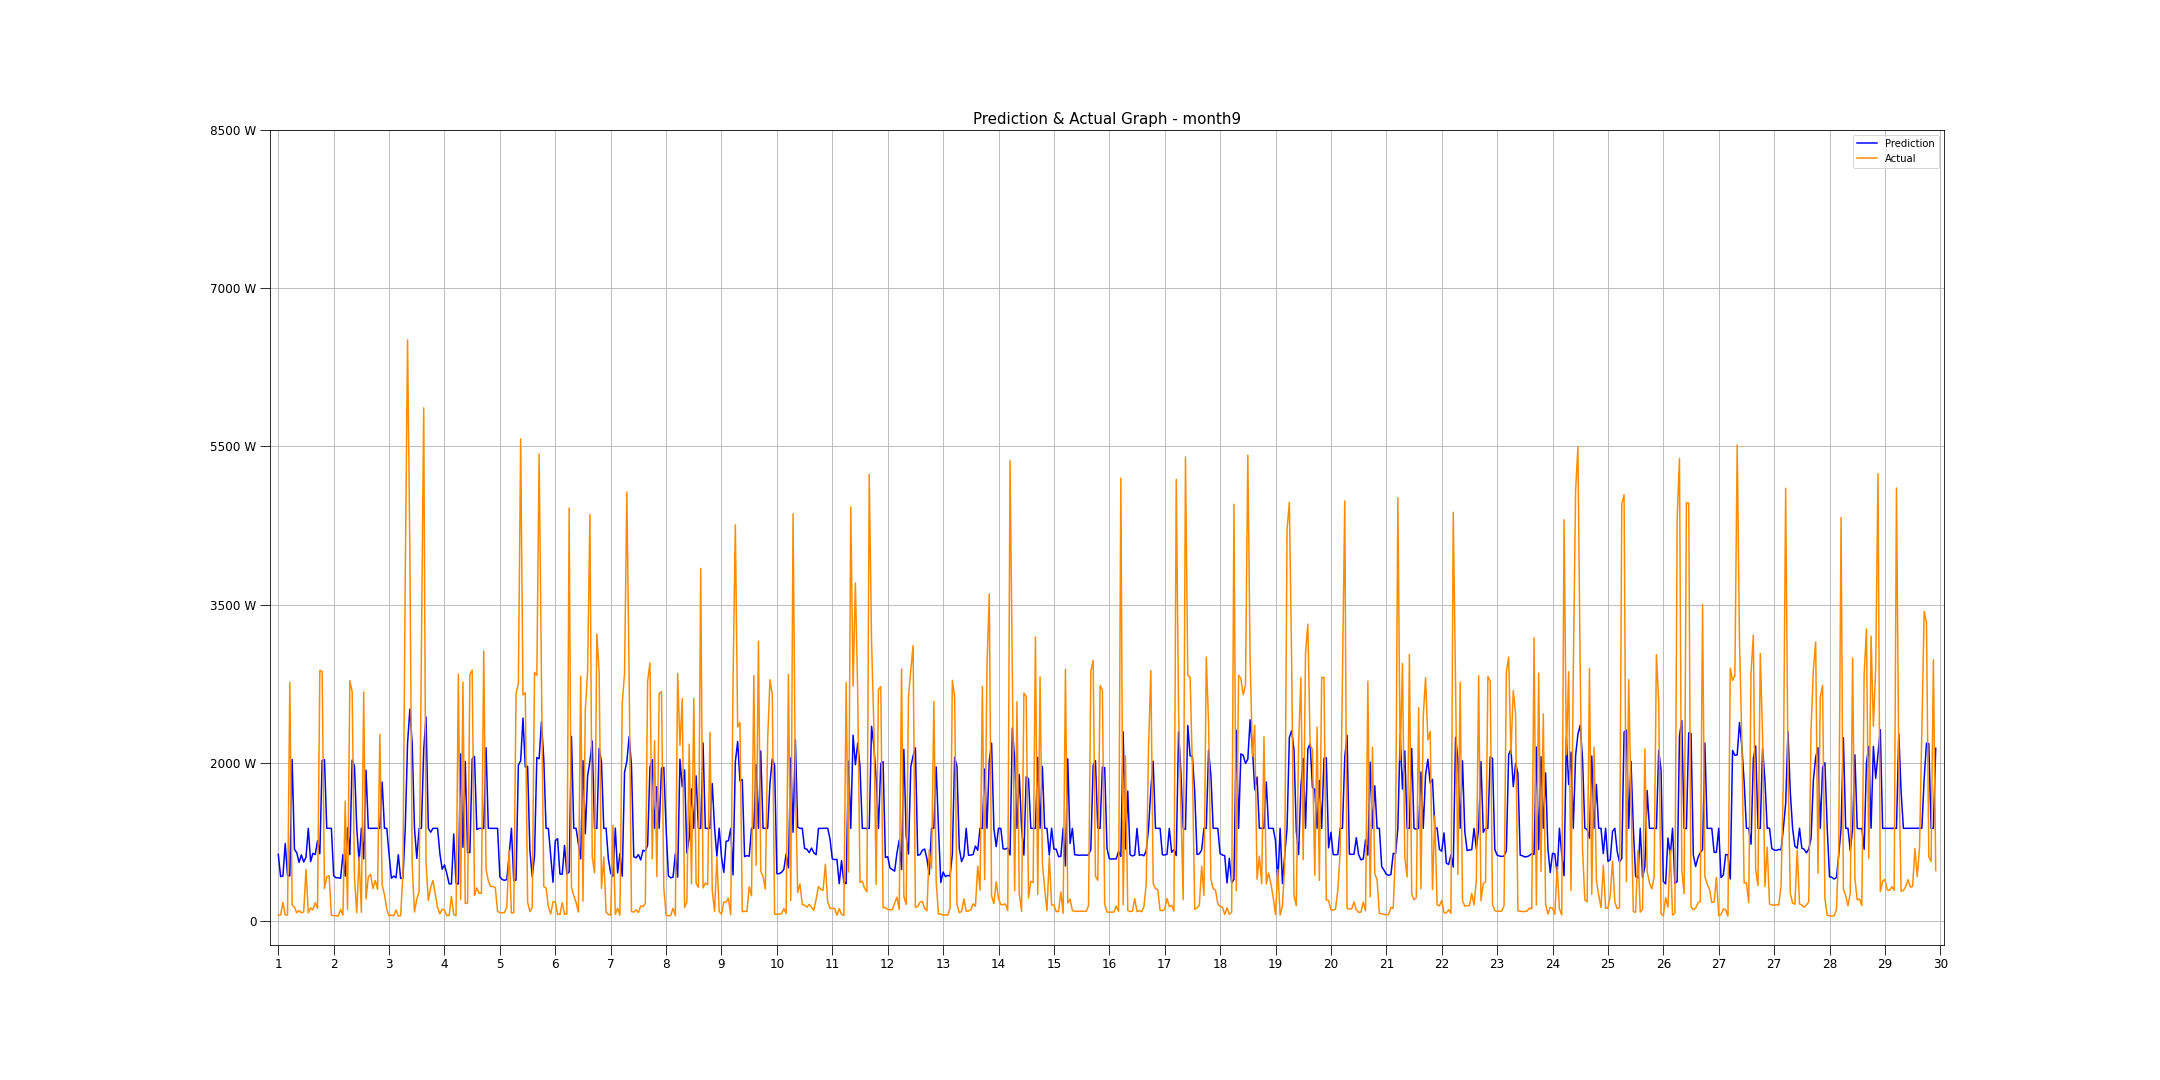 Prediction & Actual Graph - month9
8500 W
Prediction
Actual
7000 W
5500 W
3500 W
2000 W
0
1 2 3 4 5 6 7 8 9 10 11 12 13 14 15 16 17 18 19 20 21 22 23 24 25 26 27 27 28 29 30